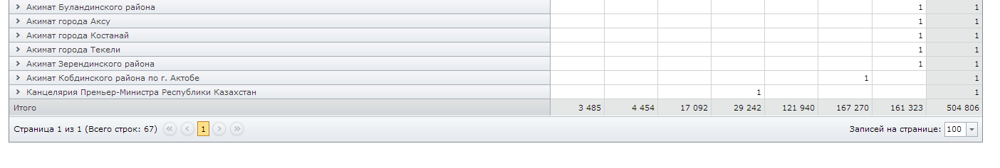 Акимат Буландинского района 1 1
Акимат города Аксу 1 1
Акимат города Костанай 1 1
Акимат города Текели 1 1
Акимат Зерендинского района 1 1
Акимат Кобдинского района по г. Актобе 1 1
Канцелярия Премьер-Министра Республики Казахстан 1 1
Итого 3 485 4 454 17 092 29 242 121 940 167 270 161 323 504 806
Страница 1 из 1 (Всего строк: 67) 1 Записей на странице: 100